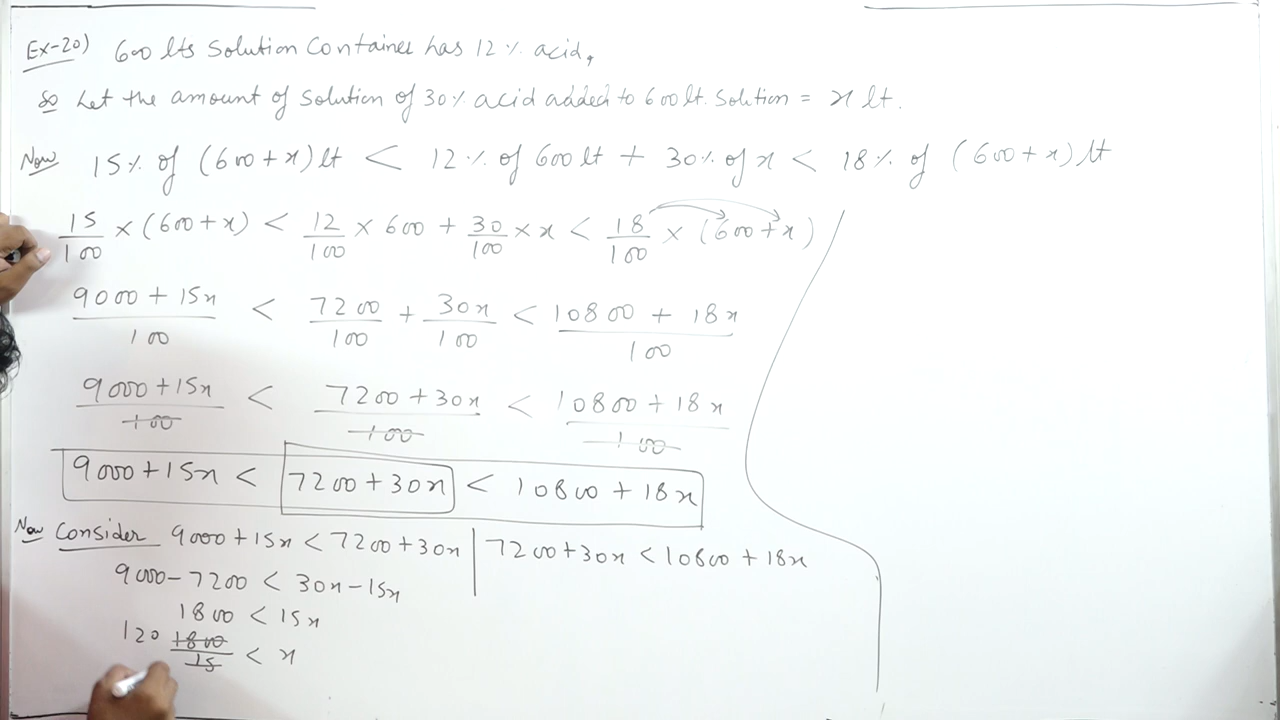 Ex-20) 600 lts Solution Container has 12% acid,
So Let the amount of Solution of 30% acid added to 600 lt. Solution = x lt.
Now 15% of (600 + x) lt < 12% of 600 lt + 30% of x < 18% of (600 + x) lt
15/100 × (600 + x) < 12/100 × 600 + 30/100 × x < 18/100 × (600 + x)
9000 + 15x/100 < 7200/100 + 30x/100 < 10800 + 18x/100
9000 + 15x/100 < 7200 + 30x/100 < 10800 + 18x/100
9000 + 15x < 7200 + 30x < 10800 + 18x
Now Consider 9000 + 15x < 7200 + 30x | 7200 + 30x < 10800 + 18x
9000 - 7200 < 30x - 15x
1800 < 15x
120 1800/15 < x